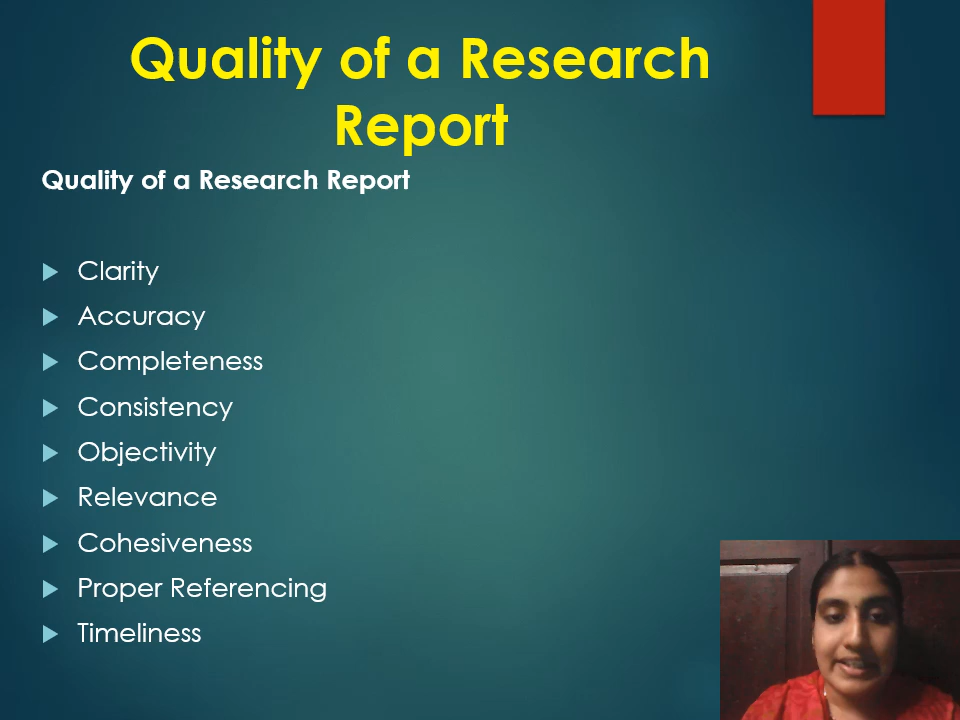 Quality of a Research
Report
Quality of a Research Report
Clarity
Accuracy
Completeness
Consistency
Objectivity
Relevance
Cohesiveness
Proper Referencing
Timeliness